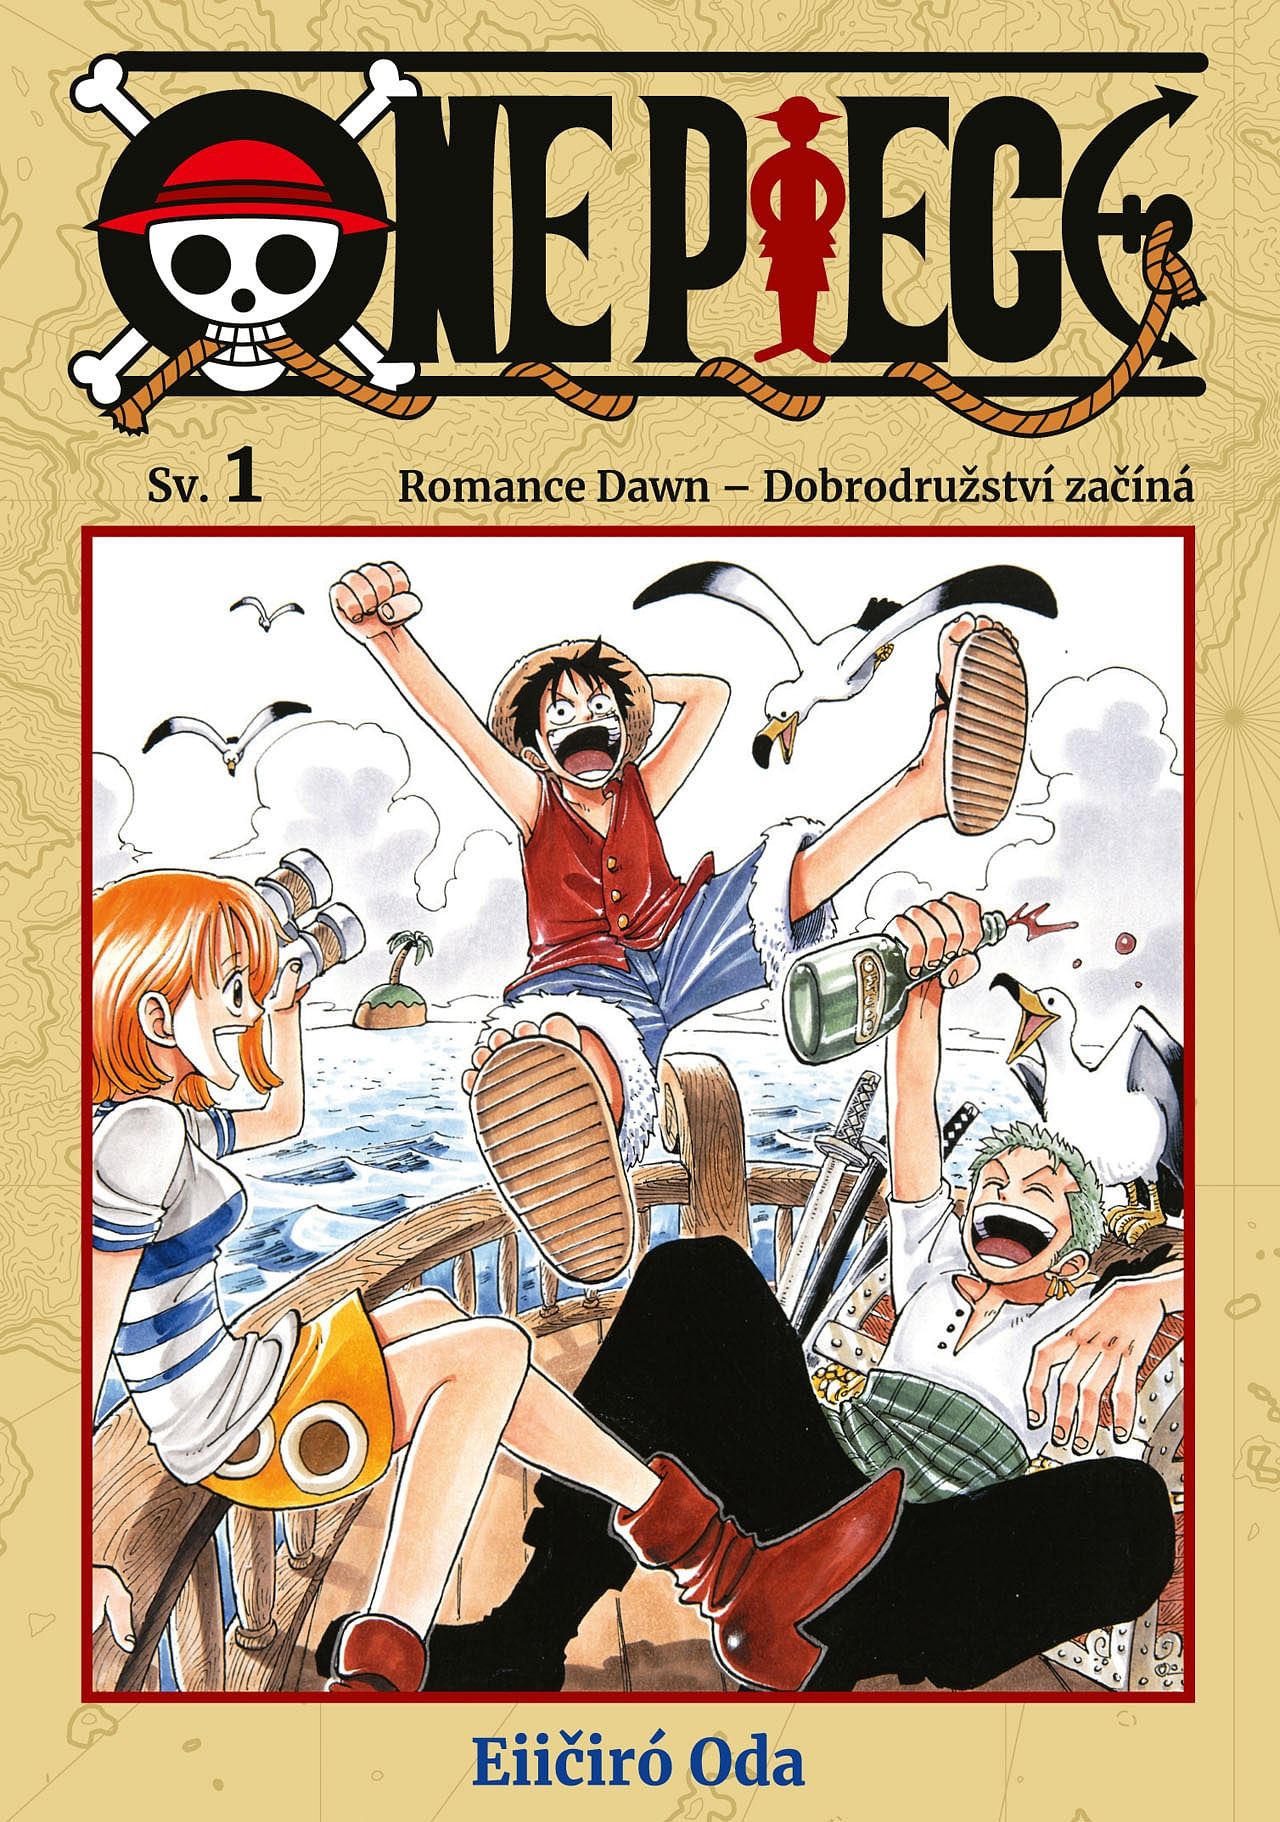 ONE PIECE
Sv. 1
Romance Dawn – Dobrodružství začíná
Eiičiró Oda